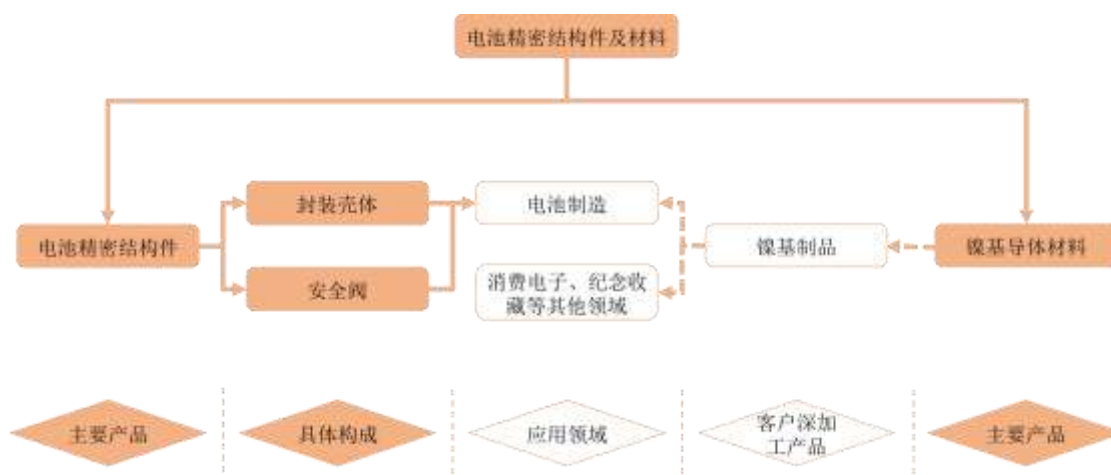 电池精密结构件及材料
封装壳体
电池制造
电池精密结构件
镍基制品
镍基导体材料
安全阀
消费电子、纪念收
藏等其他领域
主要产品
具体构成
应用领域
客户深加
工产品
主要产品